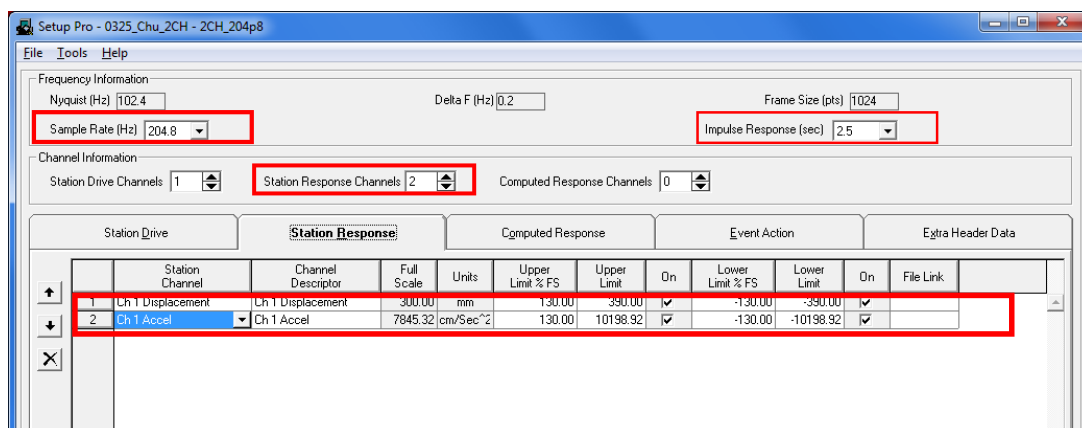 Setup Pro - 0325_Chu_2CH - 2CH_204p8
File Tools Help
Frequency Information
Nyquist (Hz) 102.4 Delta F (Hz) 0.2 Frame Size (pts) 1024
Sample Rate (Hz) 204.8 Impulse Response (sec) 2.5
Channel Information
Station Drive Channels 1 Station Response Channels 2 Computed Response Channels 0
Station Drive Station Response Computed Response Event Action Extra Header Data
Station Channel Channel Descriptor Full Scale Units Upper Limit % FS Upper Limit On Lower Limit % FS Lower Limit On File Link
1 Ch 1 Displacement Ch 1 Displacement 300.00 mm 130.00 390.00 -130.00 -390.00
2 Ch 1 Accel Ch 1 Accel 7845.32 cm/Sec^2 130.00 10198.92 -130.00 -10198.92